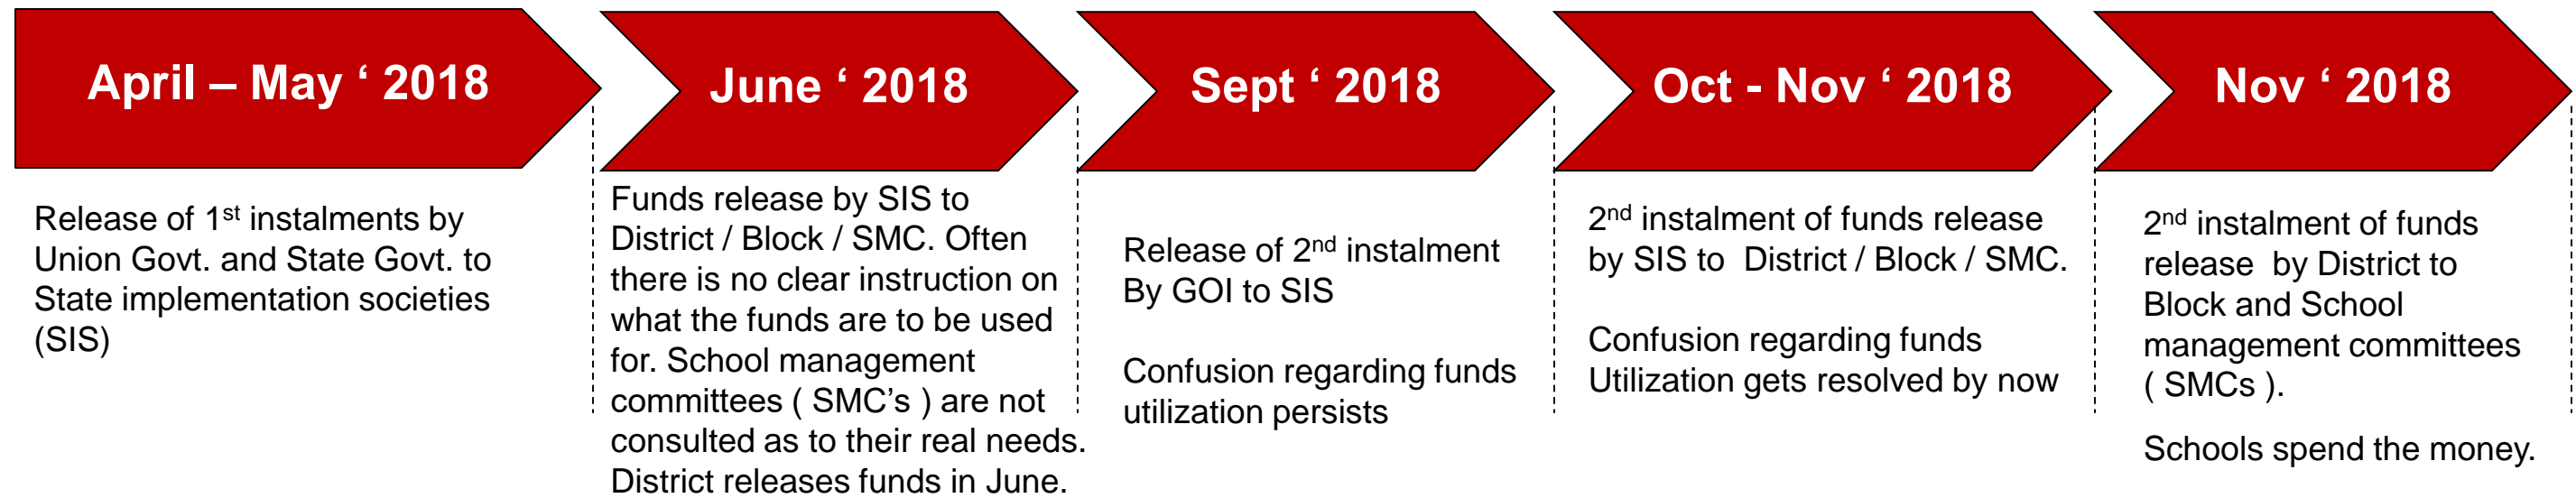 April – May ‘ 2018
June ‘ 2018
Sept ‘ 2018
Oct - Nov ‘ 2018
Nov ‘ 2018
Release of 1st instalments by
Union Govt. and State Govt. to
State implementation societies
(SIS)
Funds release by SIS to
District / Block / SMC. Often
there is no clear instruction on
what the funds are to be used
for. School management
committees ( SMC’s ) are not
consulted as to their real needs.
District releases funds in June.
Release of 2nd instalment
By GOI to SIS
Confusion regarding funds
utilization persists
2nd instalment of funds release
by SIS to District / Block / SMC.
Confusion regarding funds
Utilization gets resolved by now
2nd instalment of funds
release by District to
Block and School
management committees
( SMCs ).
Schools spend the money.